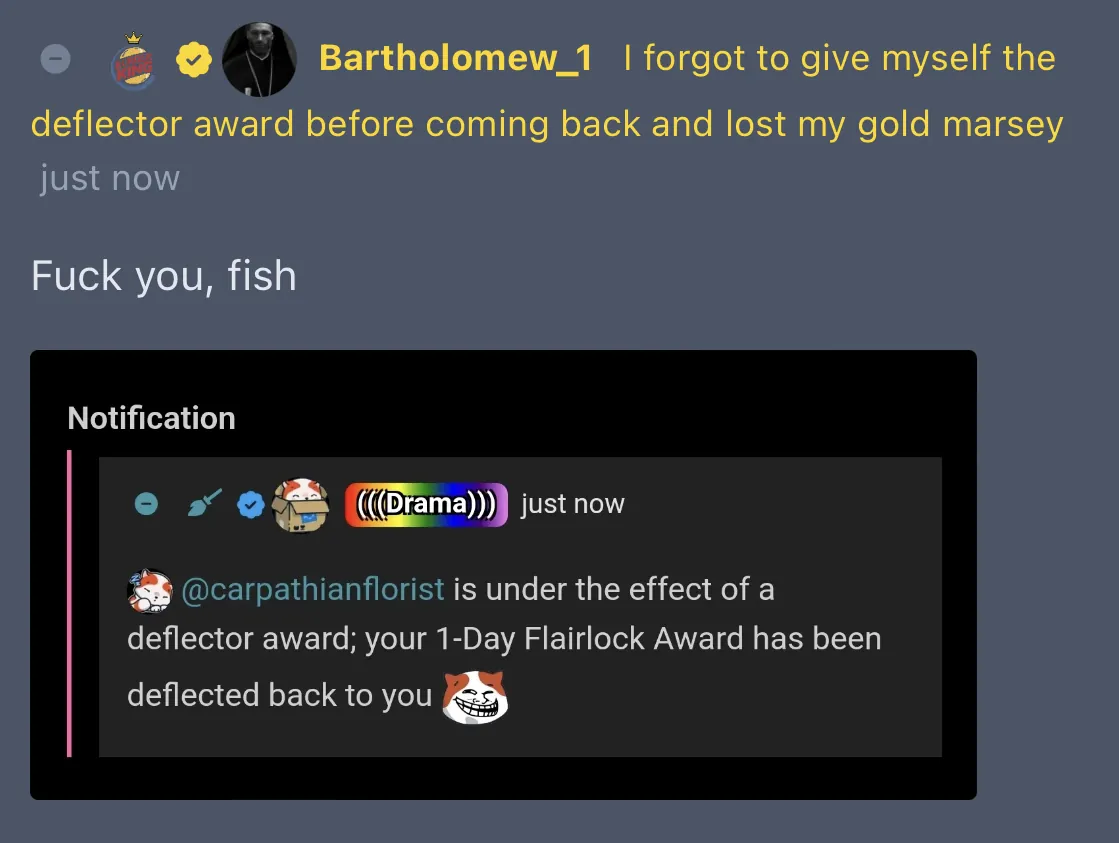 BURGER KING
Bartholomew_1 I forgot to give myself the
deflector award before coming back and lost my gold marsey
just now
Fuck you, fish
Notification
((((Drama))) just now
@carpathianflorist is under the effect of a
deflector award; your 1-Day Flairlock Award has been
deflected back to you